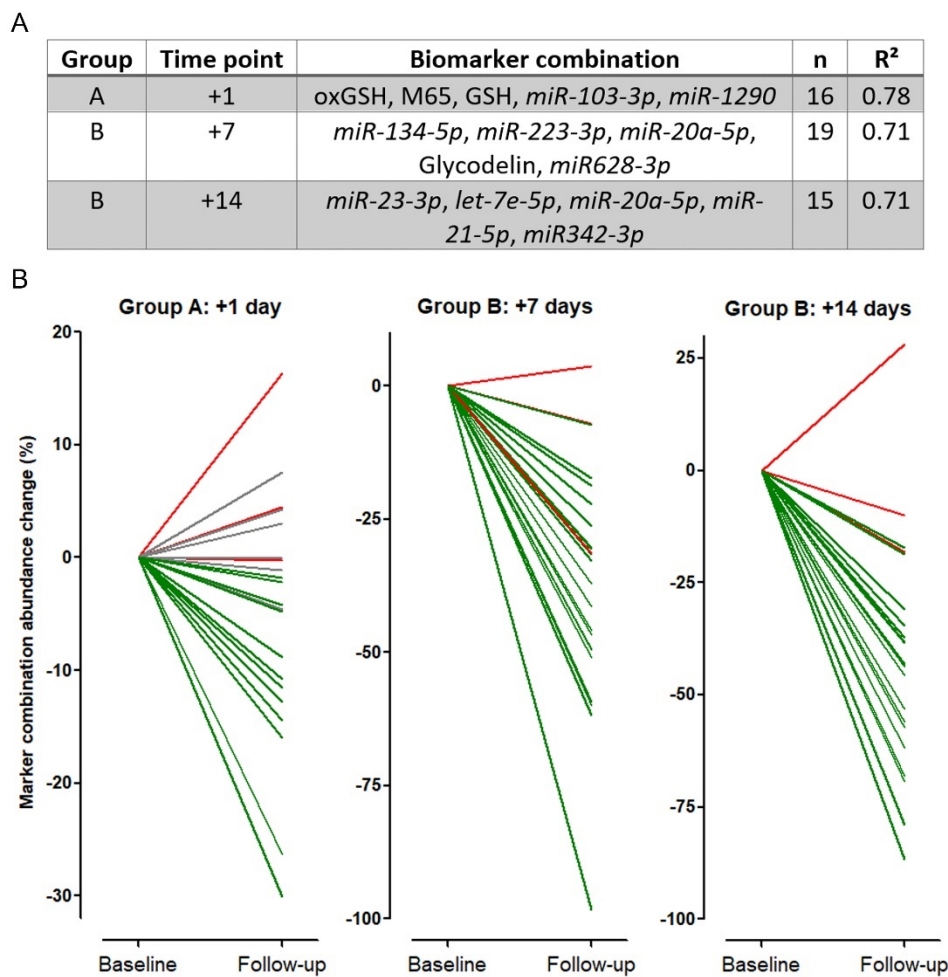 A
Group Time point Biomarker combination n R²
A +1 oxGSH, M65, GSH, miR-103-3p, miR-1290 16 0.78
B +7 miR-134-5p, miR-223-3p, miR-20a-5p, 19 0.71
Glycodelin, miR628-3p
B +14 miR-23-3p, let-7e-5p, miR-20a-5p, miR- 15 0.71
21-5p, miR342-3p
B
Group A: +1 day
Group B: +7 days
Group B: +14 days
Marker combination abundance change (%)
20
10
0
-10
-20
-30
0
-25
-50
-75
-100
25
0
-25
-50
-75
-100
Baseline Follow-up
Baseline Follow-up
Baseline Follow-up